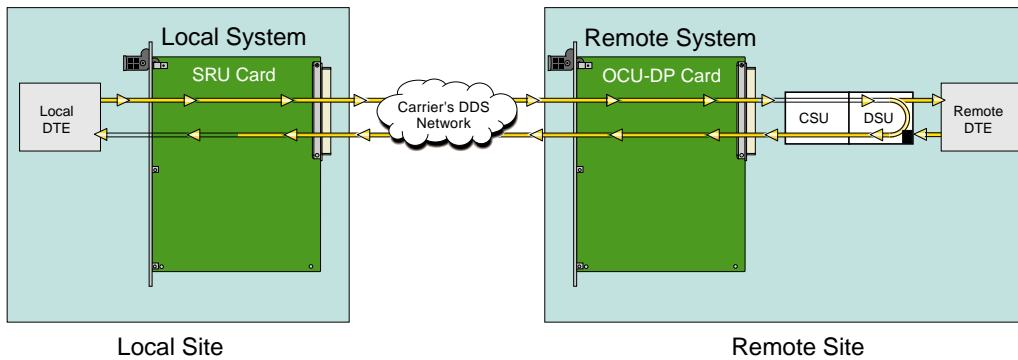 Local System
Remote System
SRU Card
OCU-DP Card
Local
DTE
Carrier's DDS
Network
CSU
DSU
Remote
DTE
Local Site
Remote Site